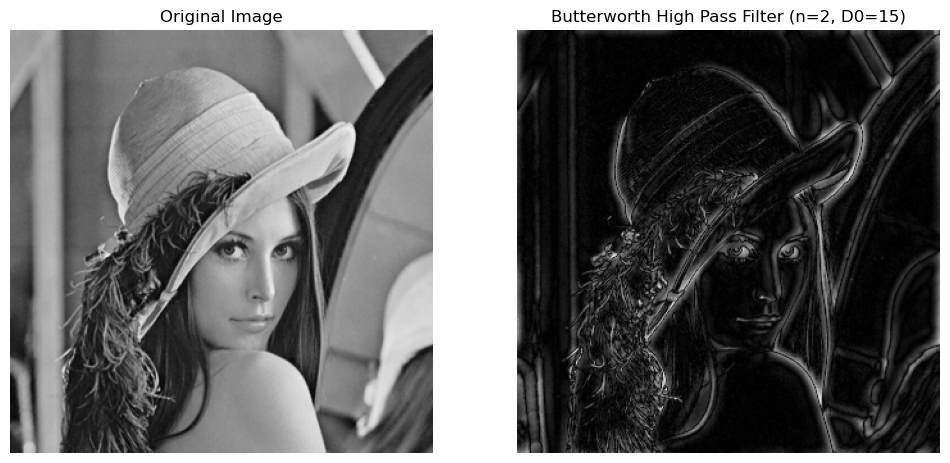 Original Image
Butterworth High Pass Filter (n=2, D0=15)